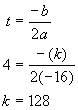 t = -b/2a
4 = -(k)/2(-16)
k = 128